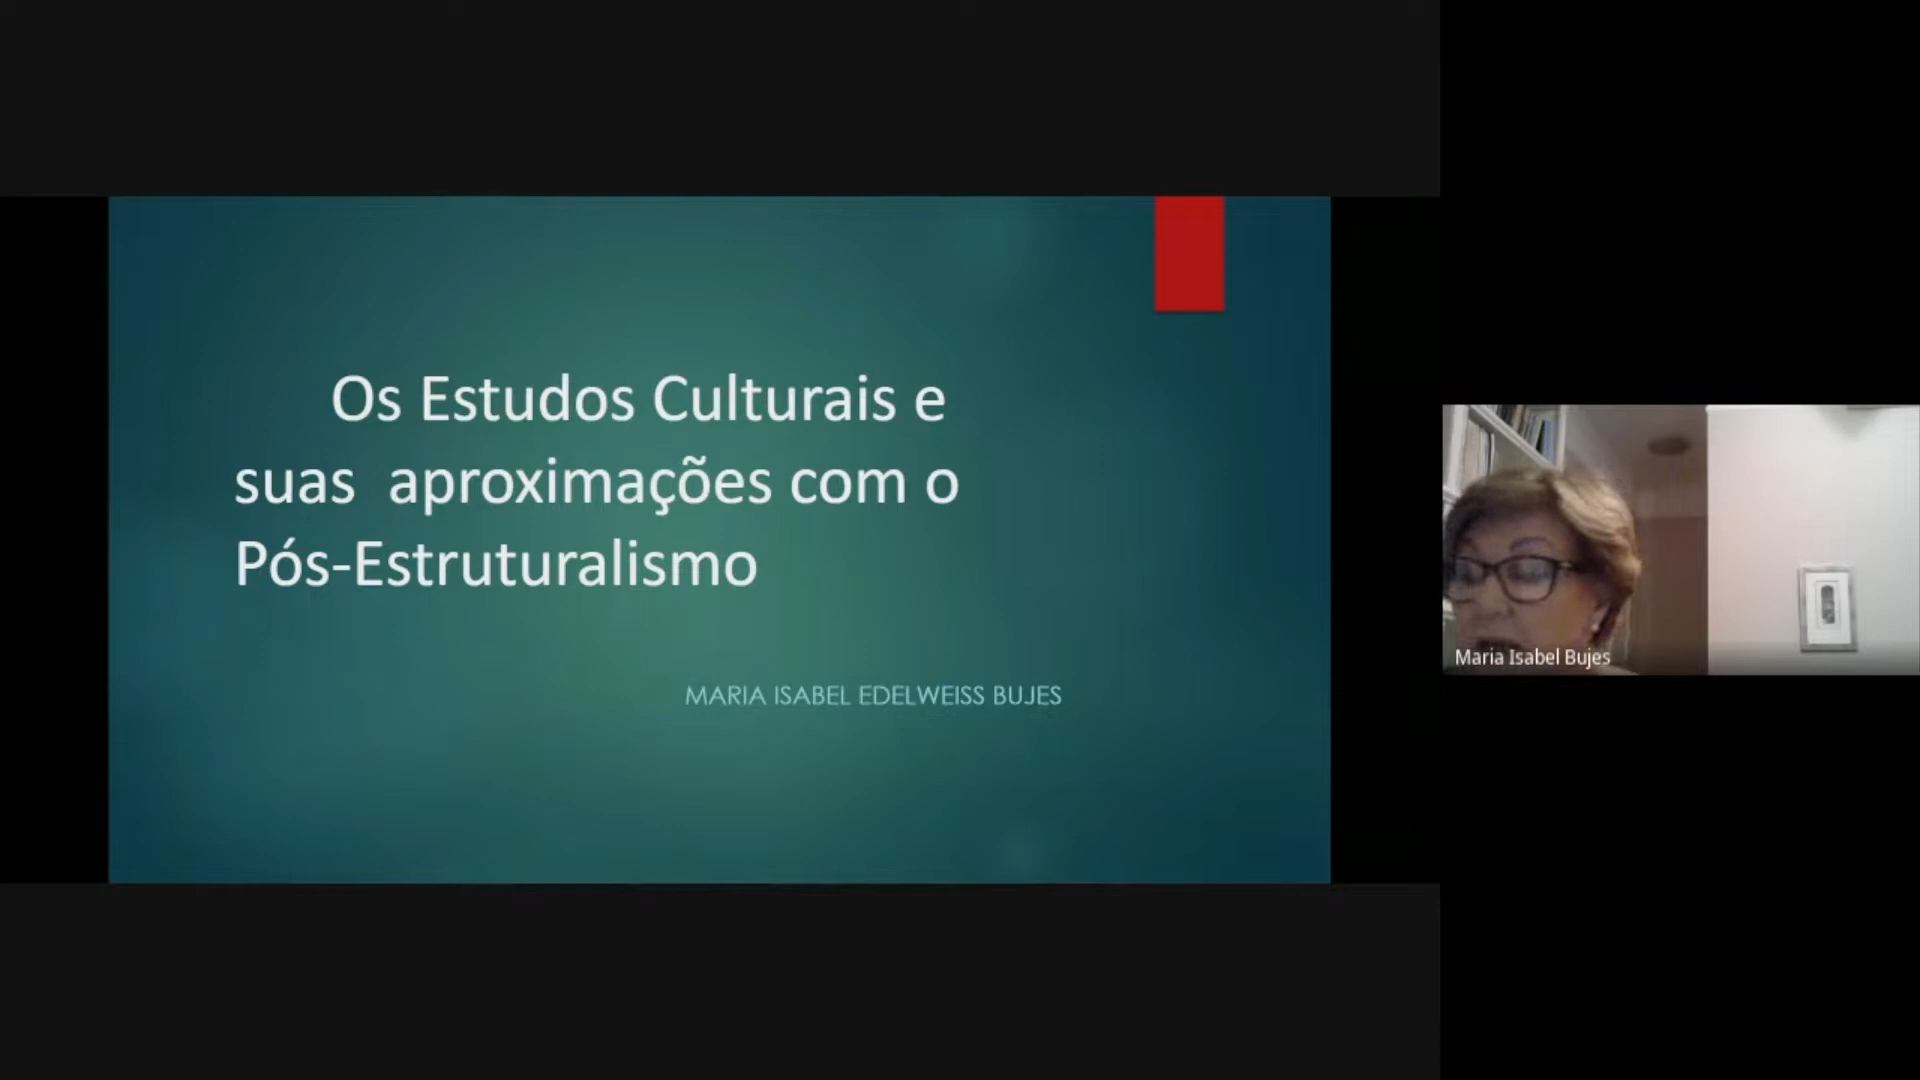 Os Estudos Culturais e
suas aproximações com o
Pós-Estruturalismo
MARIA ISABEL EDELWEISS BUJES
Maria Isabel Bujes